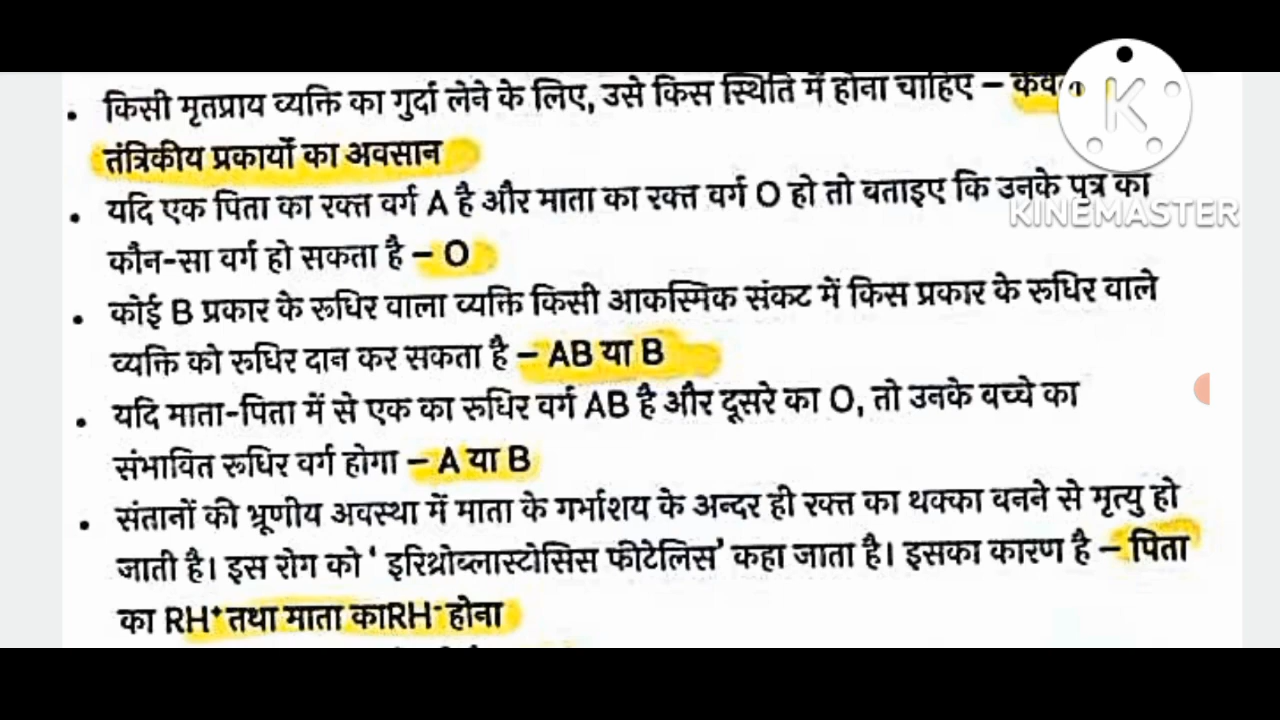 • किसी मृतप्राय व्यक्ति का गुर्दा लेने के लिए, उसे किस स्थिति में होना चाहिए –
तंत्रिकीय प्रकार्यों का अवसान
• यदि एक पिता का रक्त वर्ग A है और माता का रक्त वर्ग O हो तो बताइए कि उनके पुत्र का
कौन-सा वर्ग हो सकता है – O
• कोई B प्रकार के रूधिर वाला व्यक्ति किसी आकस्मिक संकट में किस प्रकार के रूधिर वाले
व्यक्ति को रूधिर दान कर सकता है – AB या B
• यदि माता-पिता में से एक का रुधिर वर्ग AB है और दूसरे का O, तो उनके बच्चे का
संभावित रूधिर वर्ग होगा – A या B
• संतानों की भ्रूणीय अवस्था में माता के गर्भाशय के अन्दर ही रक्त का थक्का बनने से मृत्यु हो
जाती है। इस रोग को ' इरिथ्रोब्लास्टोसिस फीटेलिस' कहा जाता है। इसका कारण है – पिता
का RH⁺ तथा माता काRH⁻ होना
K
KINEMASTER